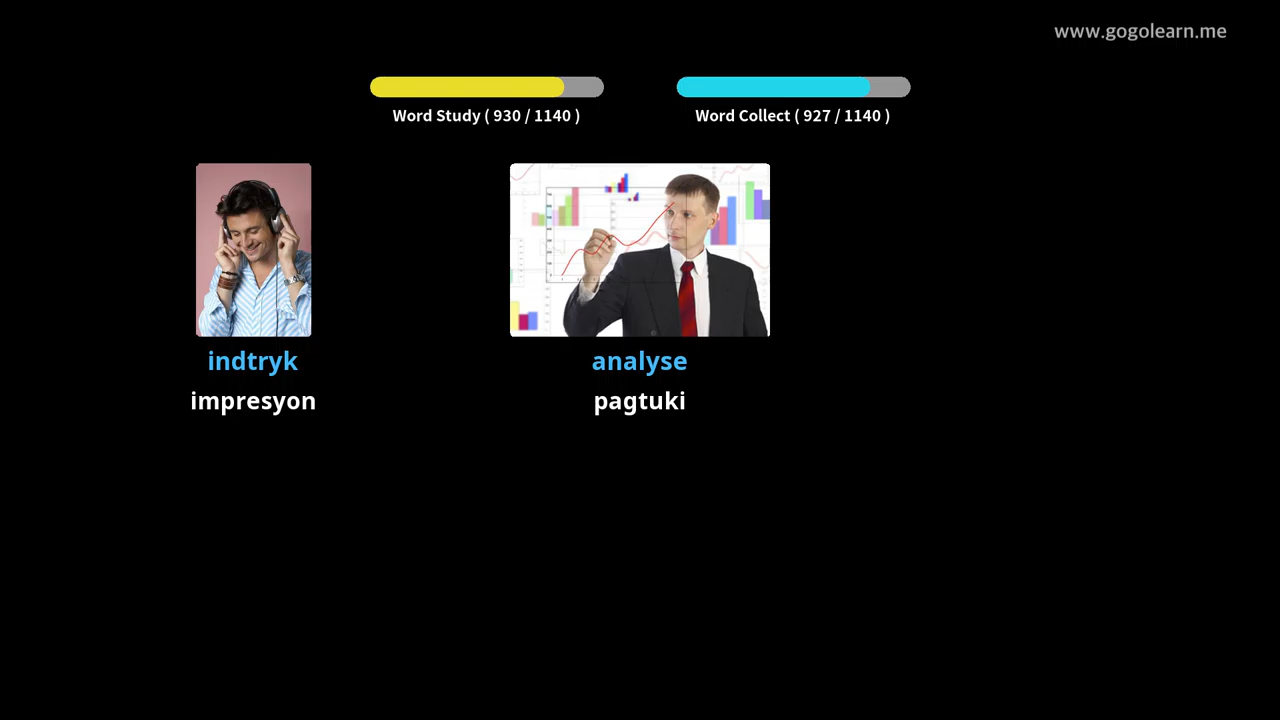 www.gogolearn.me
Word Study ( 930 / 1140 )
Word Collect ( 927 / 1140 )
indtryk
impresyon
analyse
pagtuki